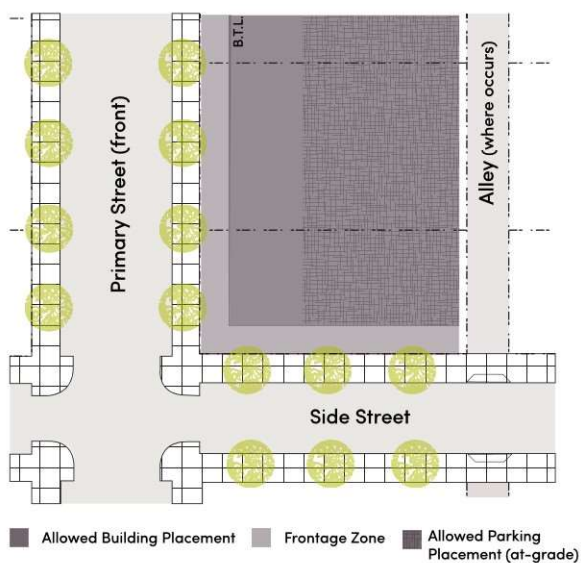 B.T.L.
Primary Street (front)
Alley (where occurs)
Side Street
Allowed Building Placement
Frontage Zone
Allowed Parking
Placement (at-grade)